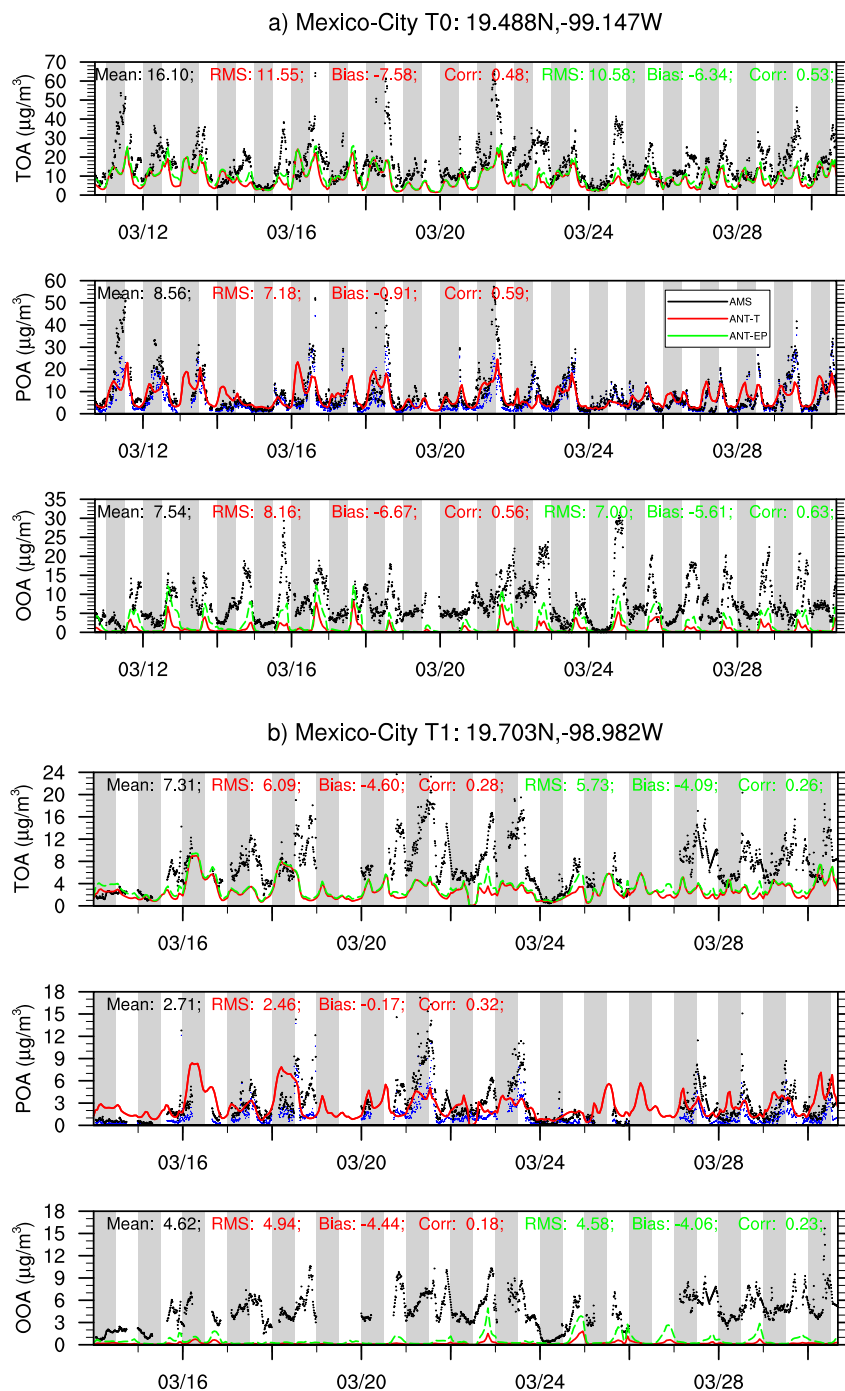 a) Mexico-City T0: 19.488N,-99.147W
Mean: 16.10; RMS: 11.55; Bias: -7.58; Corr: 0.48; RMS: 10.58; Bias: -6.34; Corr: 0.53;
TOA (μg/m³)
70
60
50
40
30
20
10
0
03/12 03/16 03/20 03/24 03/28
Mean: 8.56; RMS: 7.18; Bias: -0.91; Corr: 0.59;
POA (μg/m³)
60
50
40
30
20
10
0
AMS
ANT-T
ANT-EP
03/12 03/16 03/20 03/24 03/28
Mean: 7.54; RMS: 8.16; Bias: -6.67; Corr: 0.56; RMS: 7.00; Bias: -5.61; Corr: 0.63;
OOA (μg/m³)
35
30
25
20
15
10
5
0
03/12 03/16 03/20 03/24 03/28
b) Mexico-City T1: 19.703N,-98.982W
Mean: 7.31; RMS: 6.09; Bias: -4.60; Corr: 0.28; RMS: 5.73; Bias: -4.09; Corr: 0.26;
TOA (μg/m³)
24
20
16
12
8
4
0
03/16 03/20 03/24 03/28
Mean: 2.71; RMS: 2.46; Bias: -0.17; Corr: 0.32;
POA (μg/m³)
18
15
12
9
6
3
0
03/16 03/20 03/24 03/28
Mean: 4.62; RMS: 4.94; Bias: -4.44; Corr: 0.18; RMS: 4.58; Bias: -4.06; Corr: 0.23;
OOA (μg/m³)
18
15
12
9
6
3
0
03/16 03/20 03/24 03/28